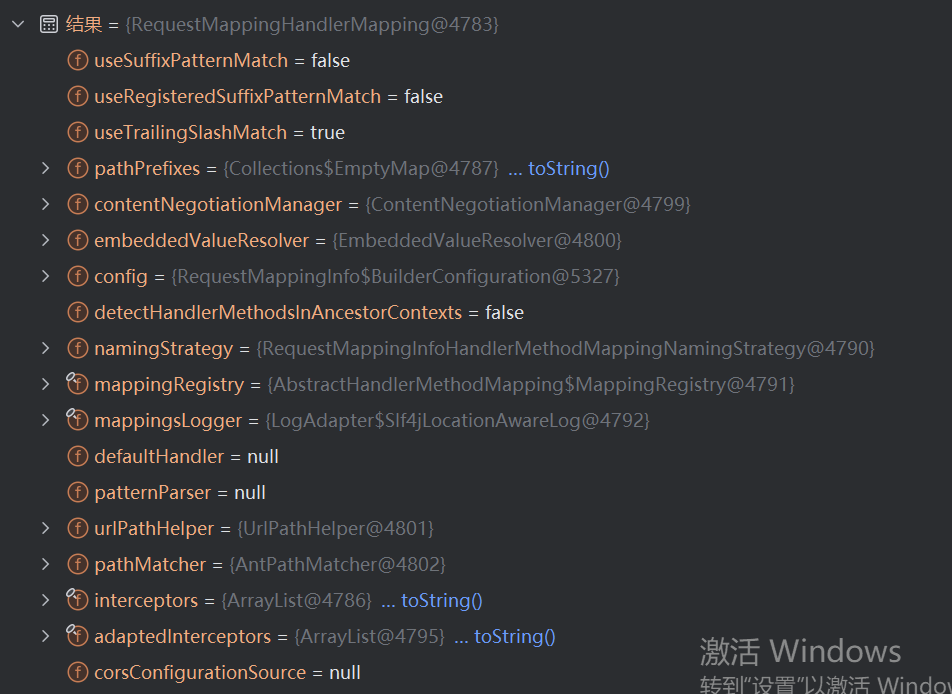 结果 = {RequestMappingHandlerMapping@4783}
f useSuffixPatternMatch = false
f useRegisteredSuffixPatternMatch = false
f useTrailingSlashMatch = true
f pathPrefixes = {Collections$EmptyMap@4787} ... toString()
f contentNegotiationManager = {ContentNegotiationManager@4799}
f embeddedValueResolver = {EmbeddedValueResolver@4800}
f config = {RequestMappingInfo$BuilderConfiguration@5327}
f detectHandlerMethodsInAncestorContexts = false
f namingStrategy = {RequestMappingInfoHandlerMethodMappingNamingStrategy@4790}
f mappingRegistry = {AbstractHandlerMethodMapping$MappingRegistry@4791}
f mappingsLogger = {LogAdapter$Slf4jLocationAwareLog@4792}
f defaultHandler = null
f patternParser = null
f urlPathHelper = {UrlPathHelper@4801}
f pathMatcher = {AntPathMatcher@4802}
f interceptors = {ArrayList@4786} ... toString()
f adaptedInterceptors = {ArrayList@4795} ... toString()
f corsConfigurationSource = null
激活 Windows
转到"设置"以激活 Windo